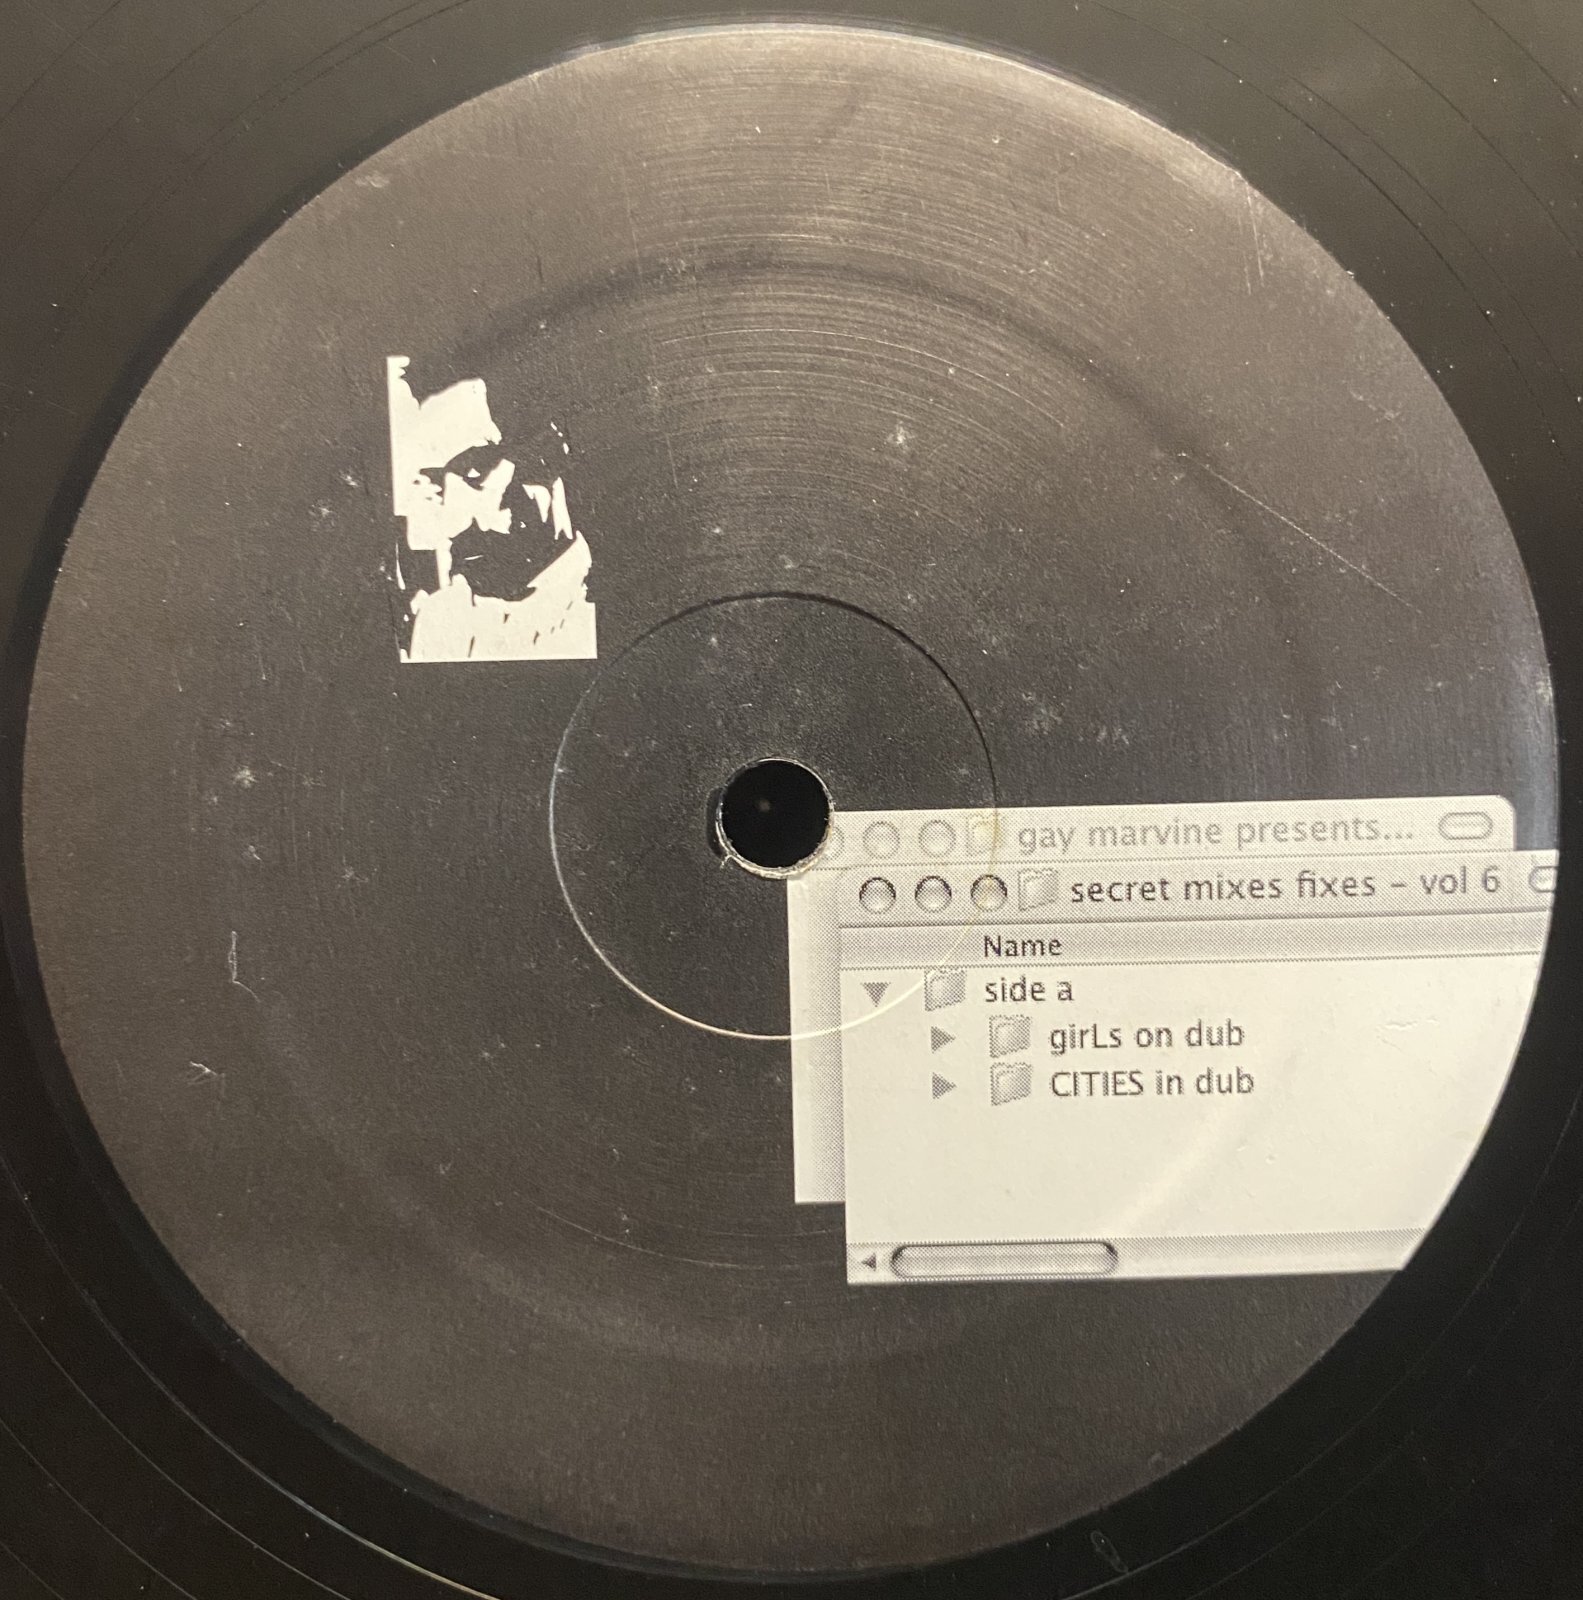 gay marvine presents...
secret mixes fixes – vol 6
Name
side a
girLs on dub
CITIES in dub